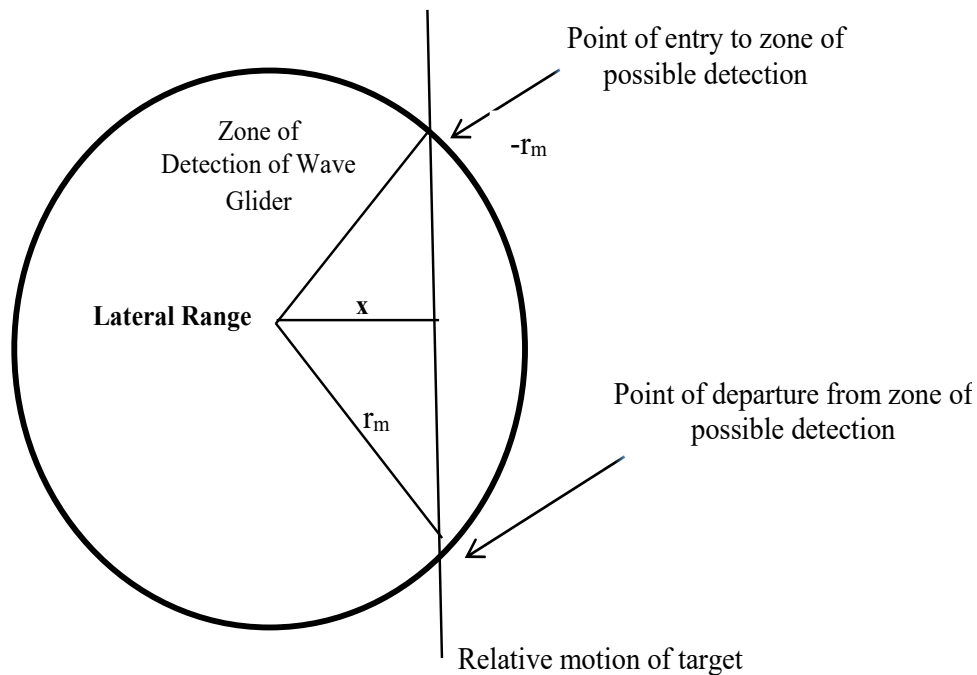 Point of entry to zone of
possible detection
-rₘ
Zone of
Detection of Wave
Glider
Lateral Range
x
rₘ
Point of departure from zone of
possible detection
Relative motion of target